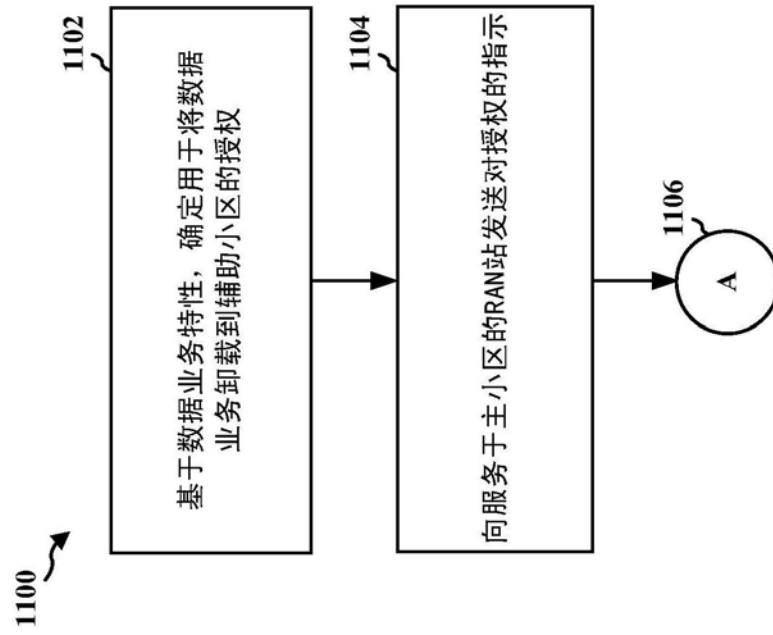 1100
1102
基于数据业务特性，确定用于将数据
业务卸载到辅助小区的授权
1104
向服务于主小区的RAN站发送对授权的指示
1106
A